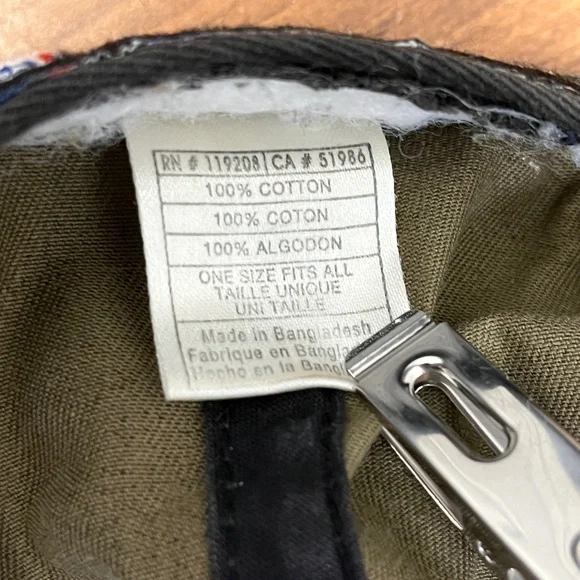 RN # 119208 CA # 51986
100% COTTON
100% COTON
100% ALGODON
ONE SIZE FITS ALL
TAILLE UNIQUE
UNI TAILLE
Made in Bangladesh
Fabrique en
Hecho en la